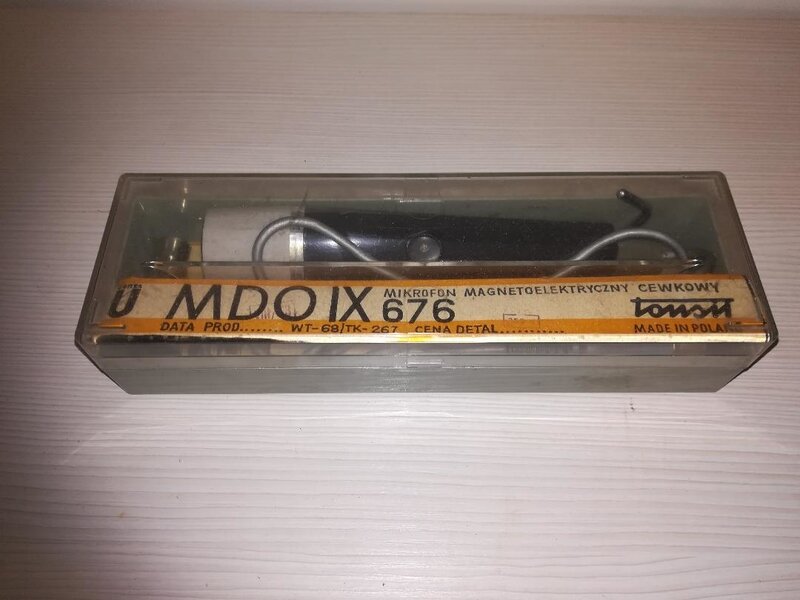 U MDO IX 676 MIKROFON MAGNETOELEKTRYCZNY CEWKOWY
Tonsil
DATA PROD........ WT-68/TK-267 CENA DETAL............ MADE IN POLAND